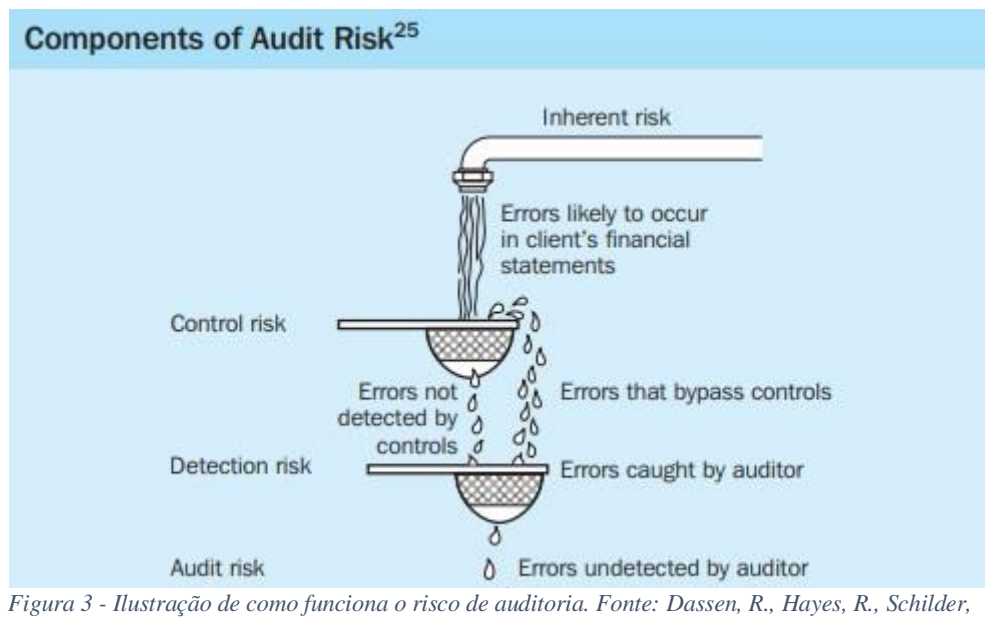 Components of Audit Risk25
Inherent risk
Errors likely to occur
in client's financial
statements
Control risk
Errors not
detected by
controls
Errors that bypass controls
Detection risk
Errors caught by auditor
Audit risk
Errors undetected by auditor
Figura 3 - Ilustração de como funciona o risco de auditoria. Fonte: Dassen, R., Hayes, R., Schilder,